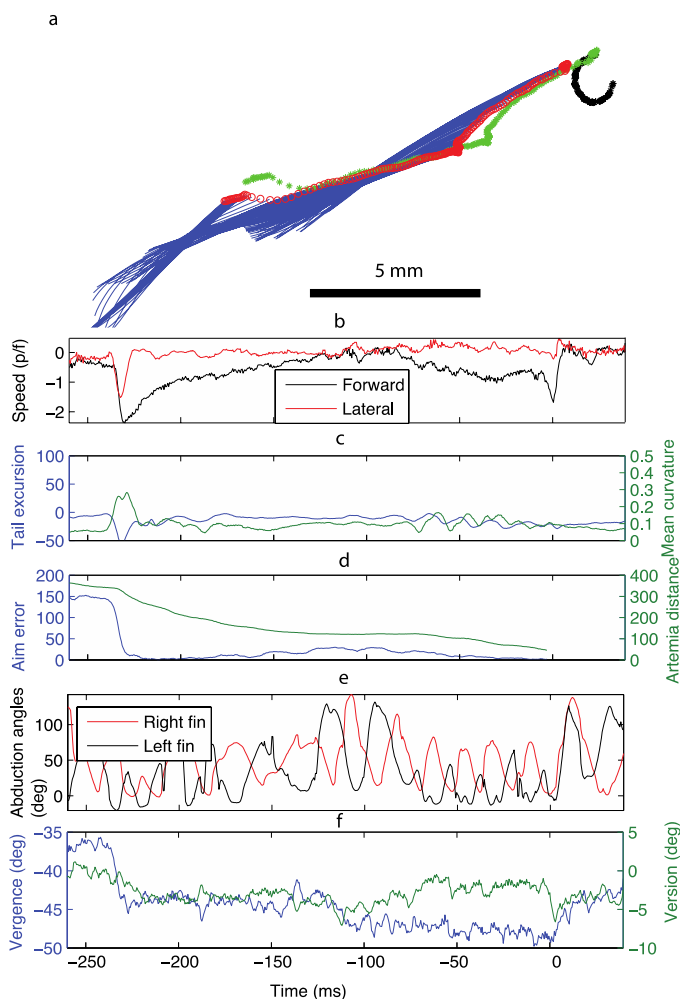 a
5 mm
b
Speed (p/f)
0
−1
−2
Forward
Lateral
c
Tail excursion
100
50
0
−50
0.5
0.4
0.3
0.2
0.1
0
Mean curvature
d
Aim error
200
150
100
50
0
400
300
200
100
0
Artemia distance
e
Abduction angles
(deg)
100
50
0
Right fin
Left fin
f
Vergence (deg)
−35
−40
−45
−50
5
0
−5
−10
Version (deg)
−250 −200 −150 −100 −50 0
Time (ms)